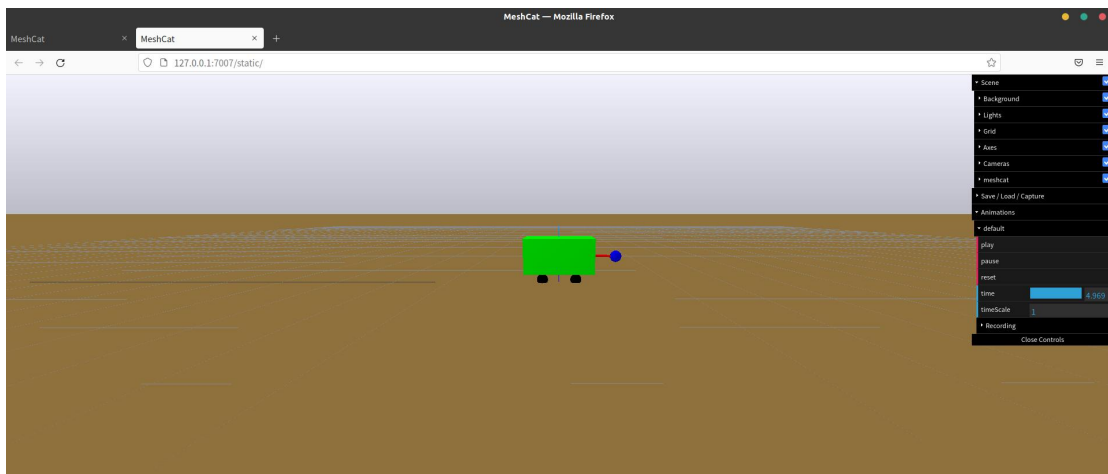 MeshCat — Mozilla Firefox
MeshCat × MeshCat × +
127.0.0.1:7007/static/
Scene
Background
Lights
Grid
Axes
Cameras
meshcat
Save / Load / Capture
Animations
default
play
pause
reset
time 4.969
timeScale 1
Recording
Close Controls